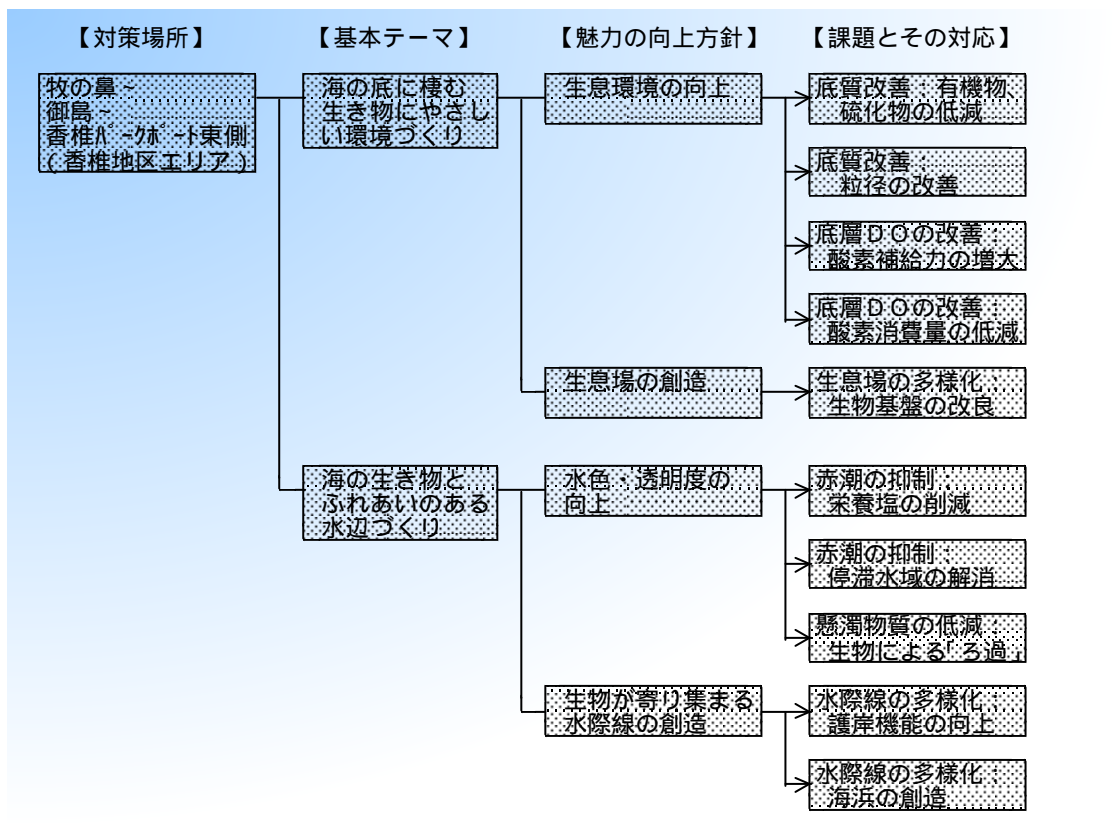 【対策場所】
【基本テーマ】
【魅力の向上方針】
【課題とその対応】
牧の鼻~
御島~
香椎ﾊﾟｰｸﾎﾟｰﾄ東側
(香椎地区エリア)
海の底に棲む
生き物にやさし
い環境づくり
生息環境の向上
底質改善：有機物、
硫化物の低減
底質改善：
粒径の改善
底層ＤＯの改善：
酸素補給力の増大
底層ＤＯの改善：
酸素消費量の低減
生息場の創造
生息場の多様化：
生物基盤の改良
海の生き物と
ふれあいのある
水辺づくり
水色・透明度の
向上
赤潮の抑制：
栄養塩の削減
赤潮の抑制：
停滞水域の解消
懸濁物質の低減：
生物による「ろ過」
生物が寄り集まる
水際線の創造
水際線の多様化：
護岸機能の向上
水際線の多様化：
海浜の創造